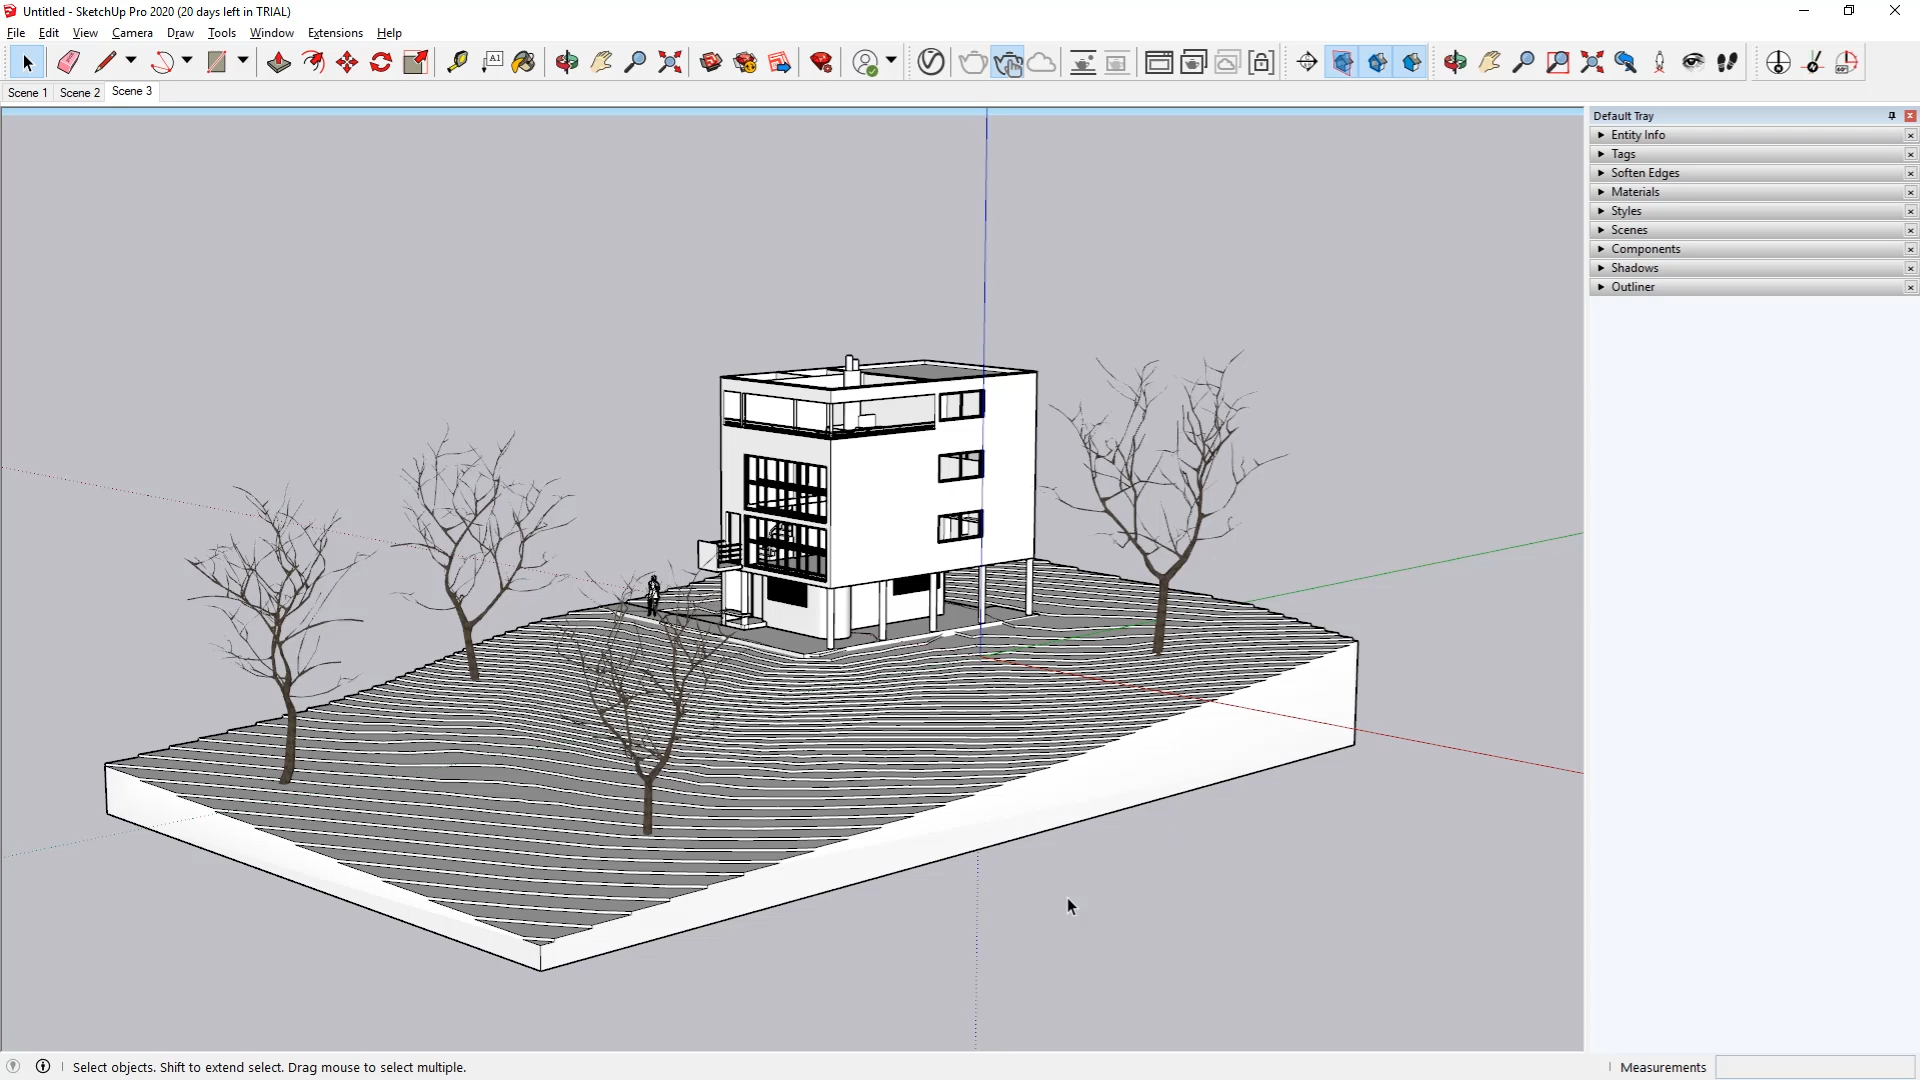 Untitled - SketchUp Pro 2020 (20 days left in TRIAL)
File Edit View Camera Draw Tools Window Extensions Help
A1
Scene 1 Scene 2 Scene 3
Default Tray
Entity Info
Tags
Soften Edges
Materials
Styles
Scenes
Components
Shadows
Outliner
Select objects. Shift to extend select. Drag mouse to select multiple.
Measurements